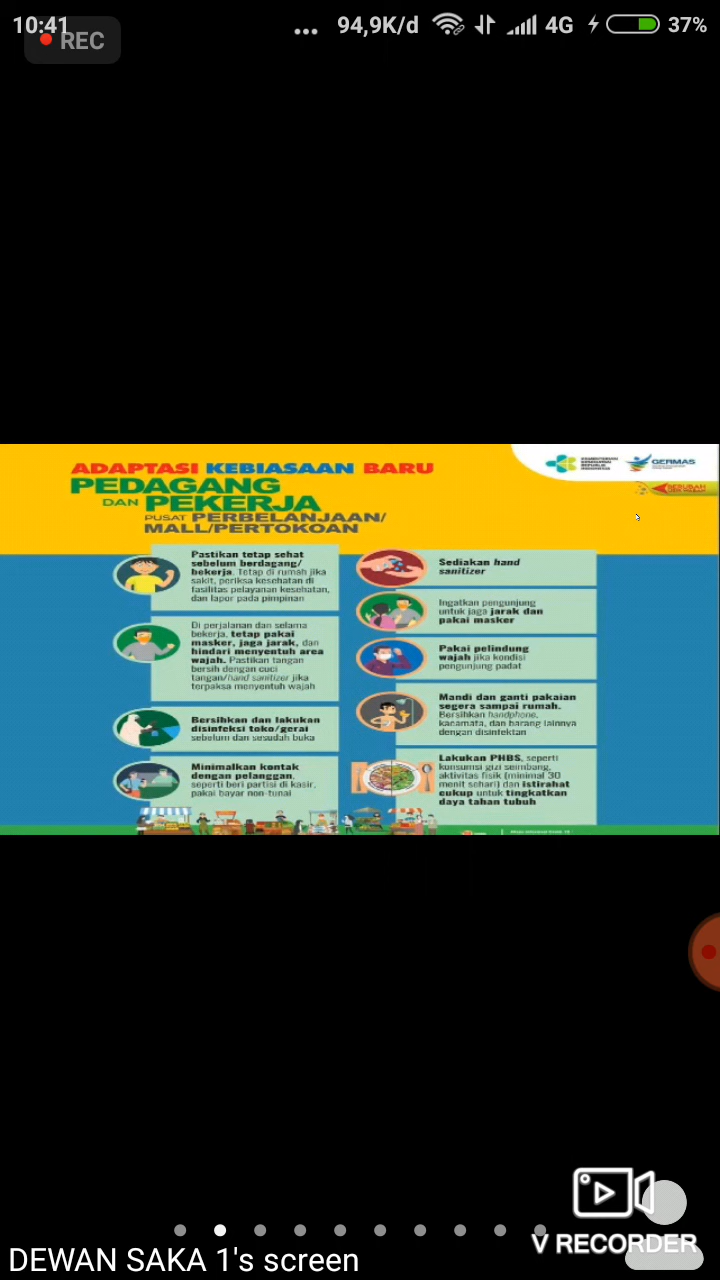 10:41
REC
... 94,9K/d 4G 37%
ADAPTASI KEBIASAAN BARU
PEDAGANG
DAN PEKERJA
PUSAT PERBELANJAAN/
MALL/PERTOKOAN
KEMENTERIAN
KESEHATAN
REPUBLIK
INDONESIA
GERMAS
Pastikan tetap sehat
sebelum berdagang/
bekerja. Tetap di rumah jika
sakit, periksa kesehatan di
fasilitas pelayanan kesehatan,
dan lapor pada pimpinan
Di perjalanan dan selama
bekerja, tetap pakai
masker, jaga jarak, dan
hindari menyentuh area
wajah. Pastikan tangan
bersih dengan cuci
tangan/hand sanitizer jika
terpaksa menyentuh wajah
Bersihkan dan lakukan
disinfeksi toko/gerai
sebelum dan sesudah buka
Minimalkan kontak
dengan pelanggan,
seperti beri partisi di kasir,
pakai bayar non-tunai
Sediakan hand
sanitizer
Ingatkan pengunjung
untuk jaga jarak dan
pakai masker
Pakai pelindung
wajah jika kondisi
pengunjung padat
Mandi dan ganti pakaian
segera sampai rumah.
Bersihkan handphone,
kacamata, dan barang lainnya
dengan disinfektan
Lakukan PHBS, seperti
konsumsi gizi seimbang,
aktivitas fisik (minimal 30
menit sehari) dan istirahat
cukup untuk tingkatkan
daya tahan tubuh
V RECORDER
DEWAN SAKA 1's screen